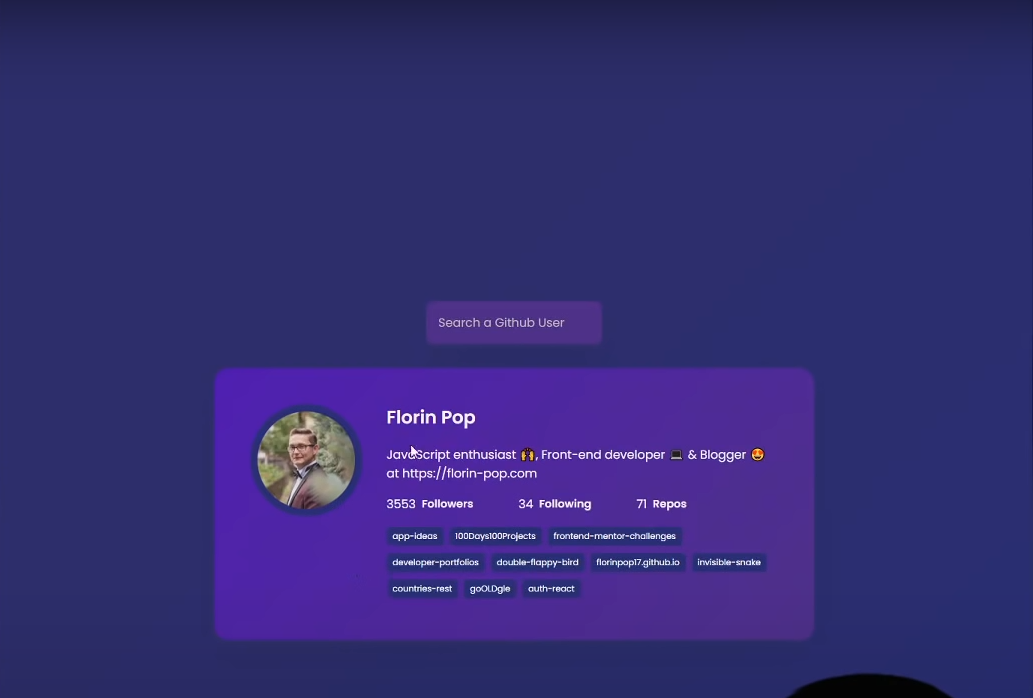 Search a Github User
Florin Pop
JavaScript enthusiast 🙌, Front-end developer 💻 & Blogger 🤩
at https://florin-pop.com
3553 Followers 34 Following 71 Repos
app-ideas 100Days100Projects frontend-mentor-challenges
developer-portfolios double-flappy-bird florinpop17.github.io invisible-snake
countries-rest goOLDgle auth-react